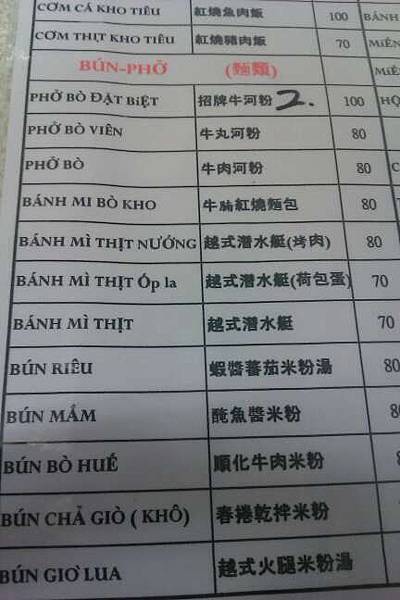 CƠM CÁ KHO TIÊU 紅燒魚肉飯 100 BÁNH
CƠM THỊT KHO TIÊU 紅燒豬肉飯 70 MIẾN
BÚN-PHỞ (麵類) MIẾN
PHỞ BÒ ĐẶT BiỆT 招牌牛河粉 2. 100
PHỞ BÒ VIÊN 牛丸河粉 80
PHỞ BÒ 牛肉河粉 80
BÁNH MI BÒ KHO 牛腩紅燒麵包 80
BÁNH MÌ THỊT NƯỚNG 越式潛水艇(烤肉) 80
BÁNH MÌ THỊT Ốp la 越式潛水艇(荷包蛋) 70
BÁNH MÌ THỊT 越式潛水艇 70
BÚN RIÊU 蝦醬蕃茄米粉湯 80
BÚN MẮM 醃魚醬米粉
BÚN BÒ HUẾ 順化牛肉米粉
BÚN CHẢ GIÒ ( KHÔ) 春捲乾拌米粉
BÚN GIƠ LUA 越式火腿米粉湯